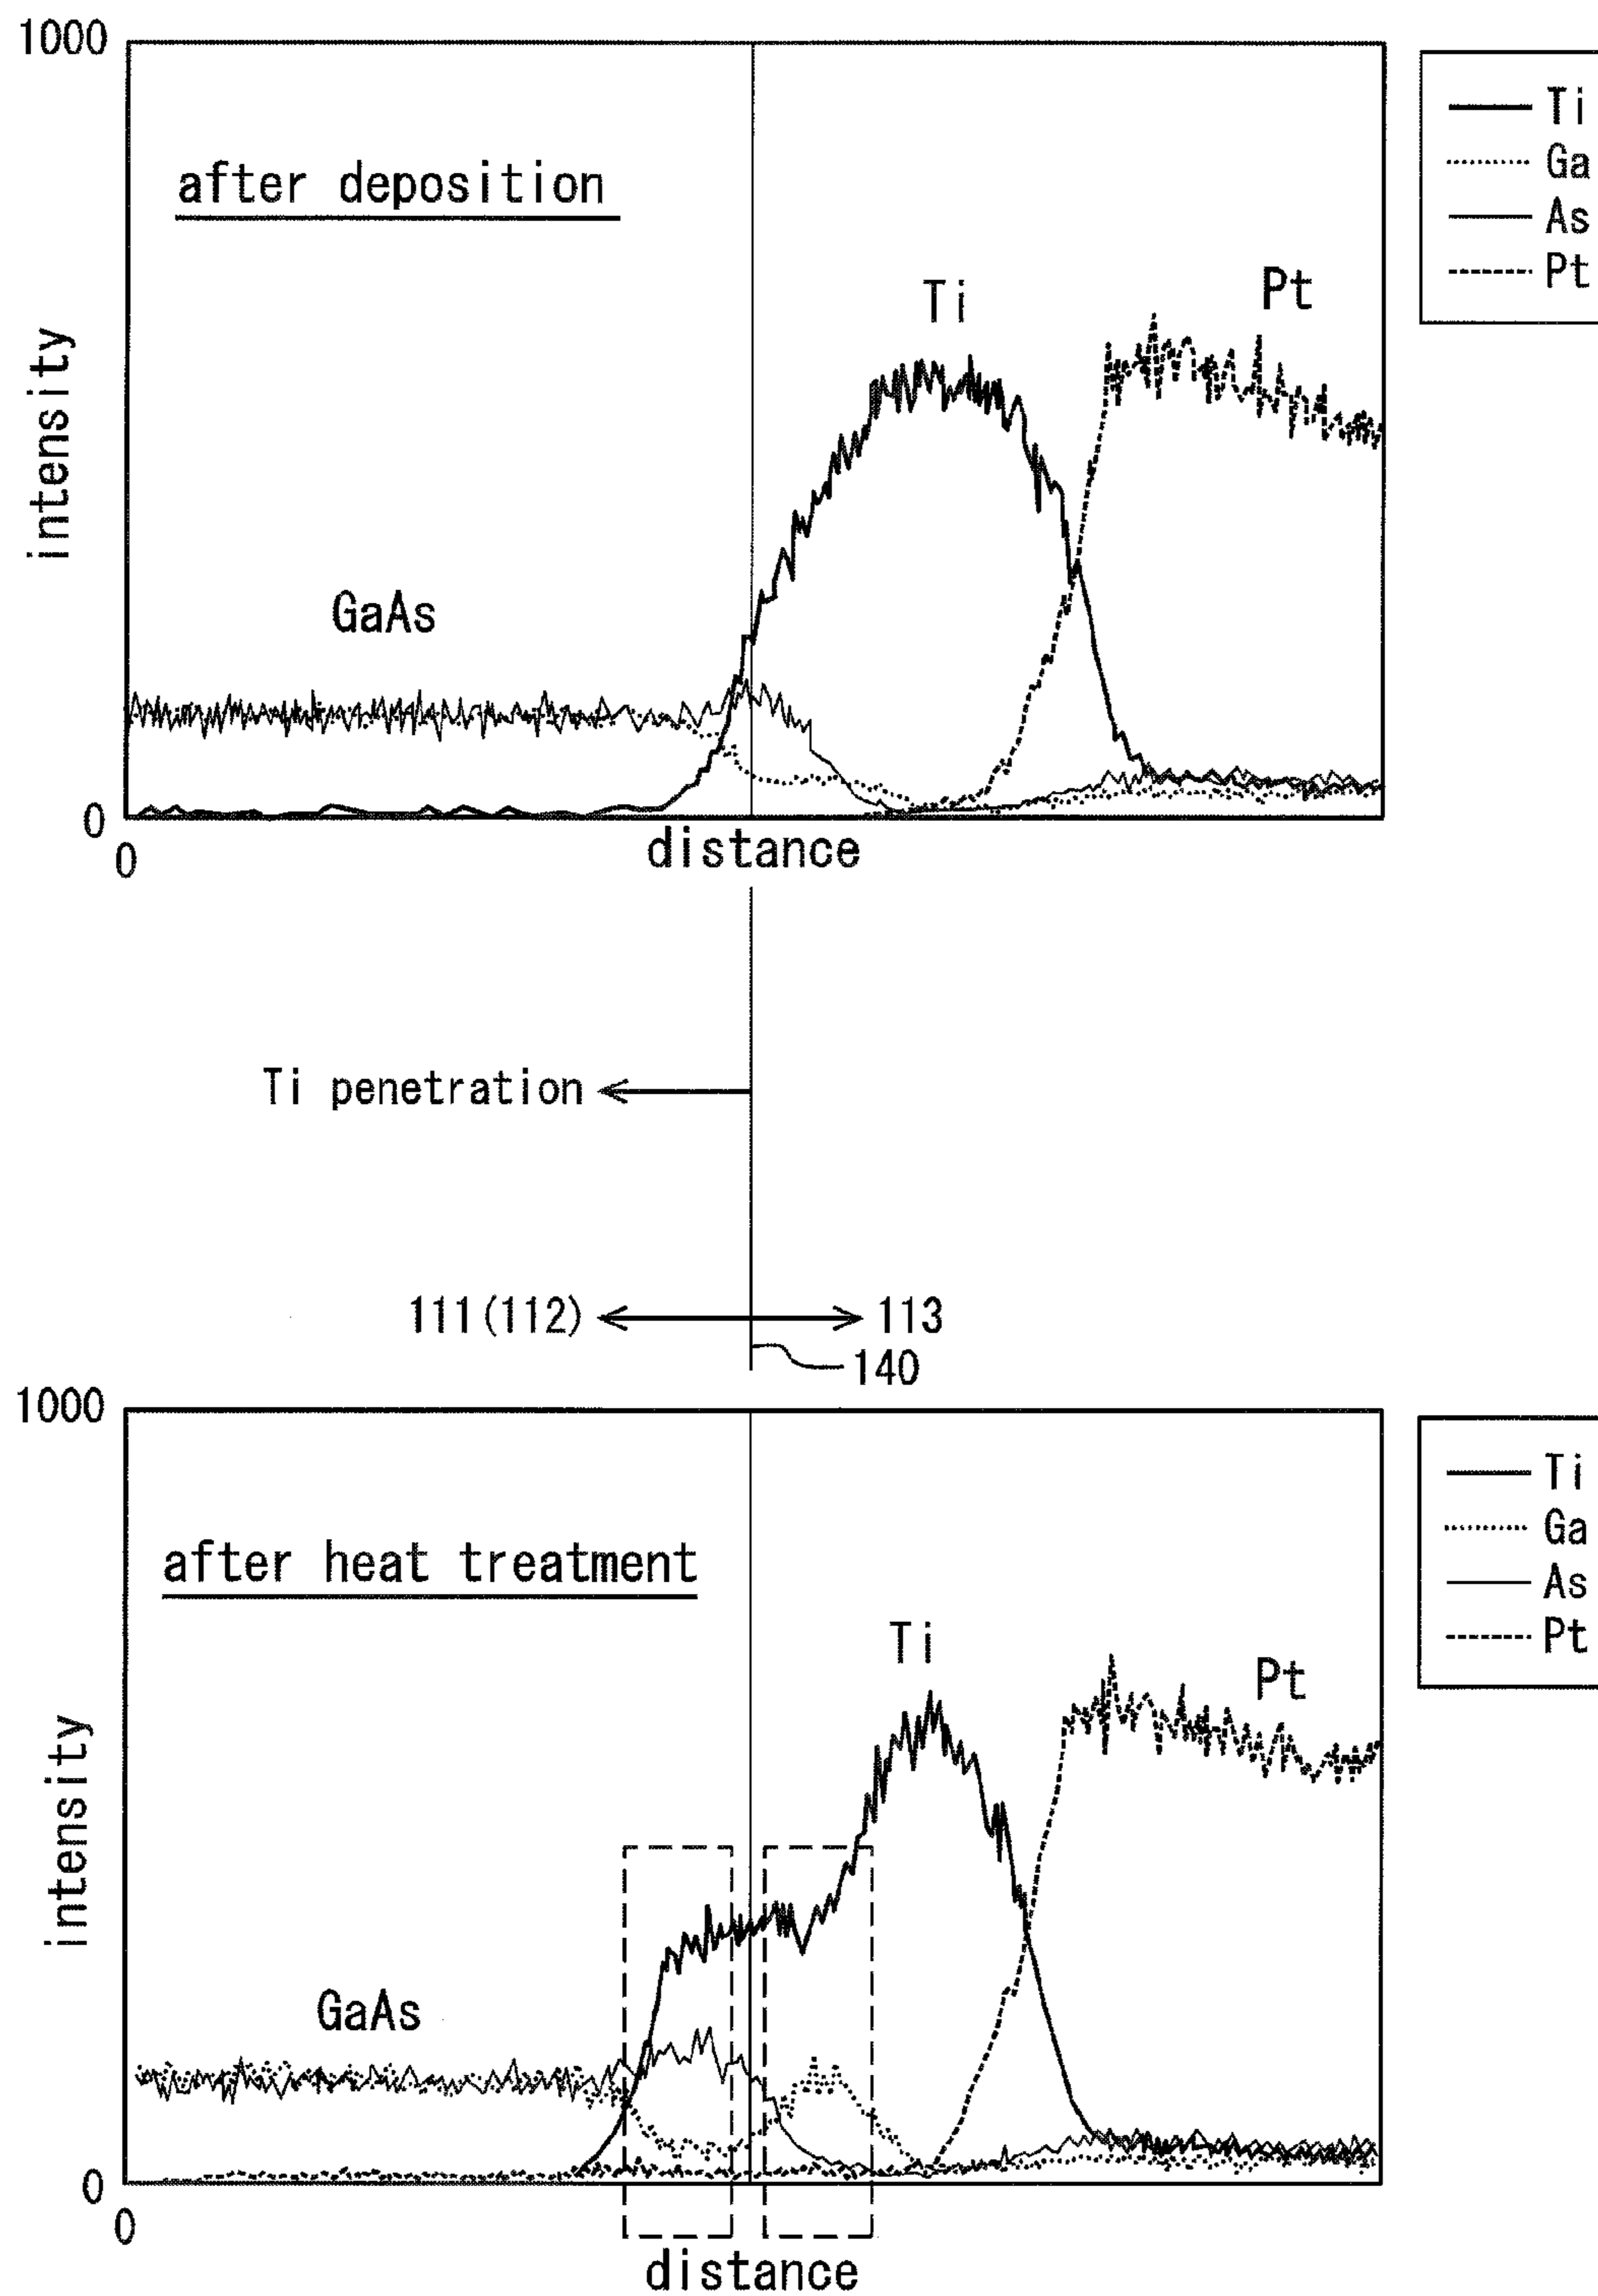 1000
after deposition
Ti
Pt
GaAs
intensity
0
0
distance
Ti
Ga
As
Pt
Ti penetration
111(112)
113
140
1000
after heat treatment
Ti
Pt
GaAs
intensity
0
0
distance
Ti
Ga
As
Pt